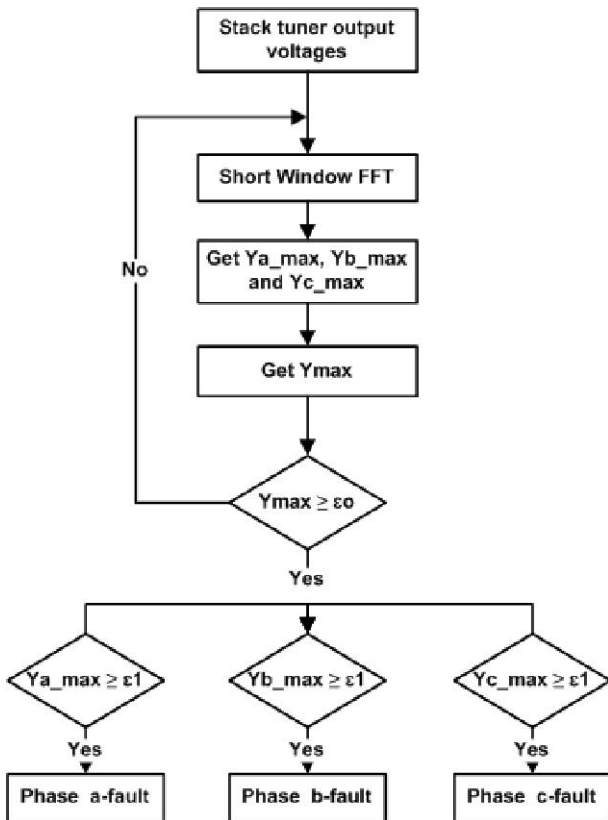 Stack tuner output
voltages
Short Window FFT
No
Get Ya_max, Yb_max
and Yc_max
Get Ymax
Ymax ≥ εo
Yes
Ya_max ≥ ε1
Yb_max ≥ ε1
Yc_max ≥ ε1
Yes
Yes
Yes
Phase a-fault
Phase b-fault
Phase c-fault